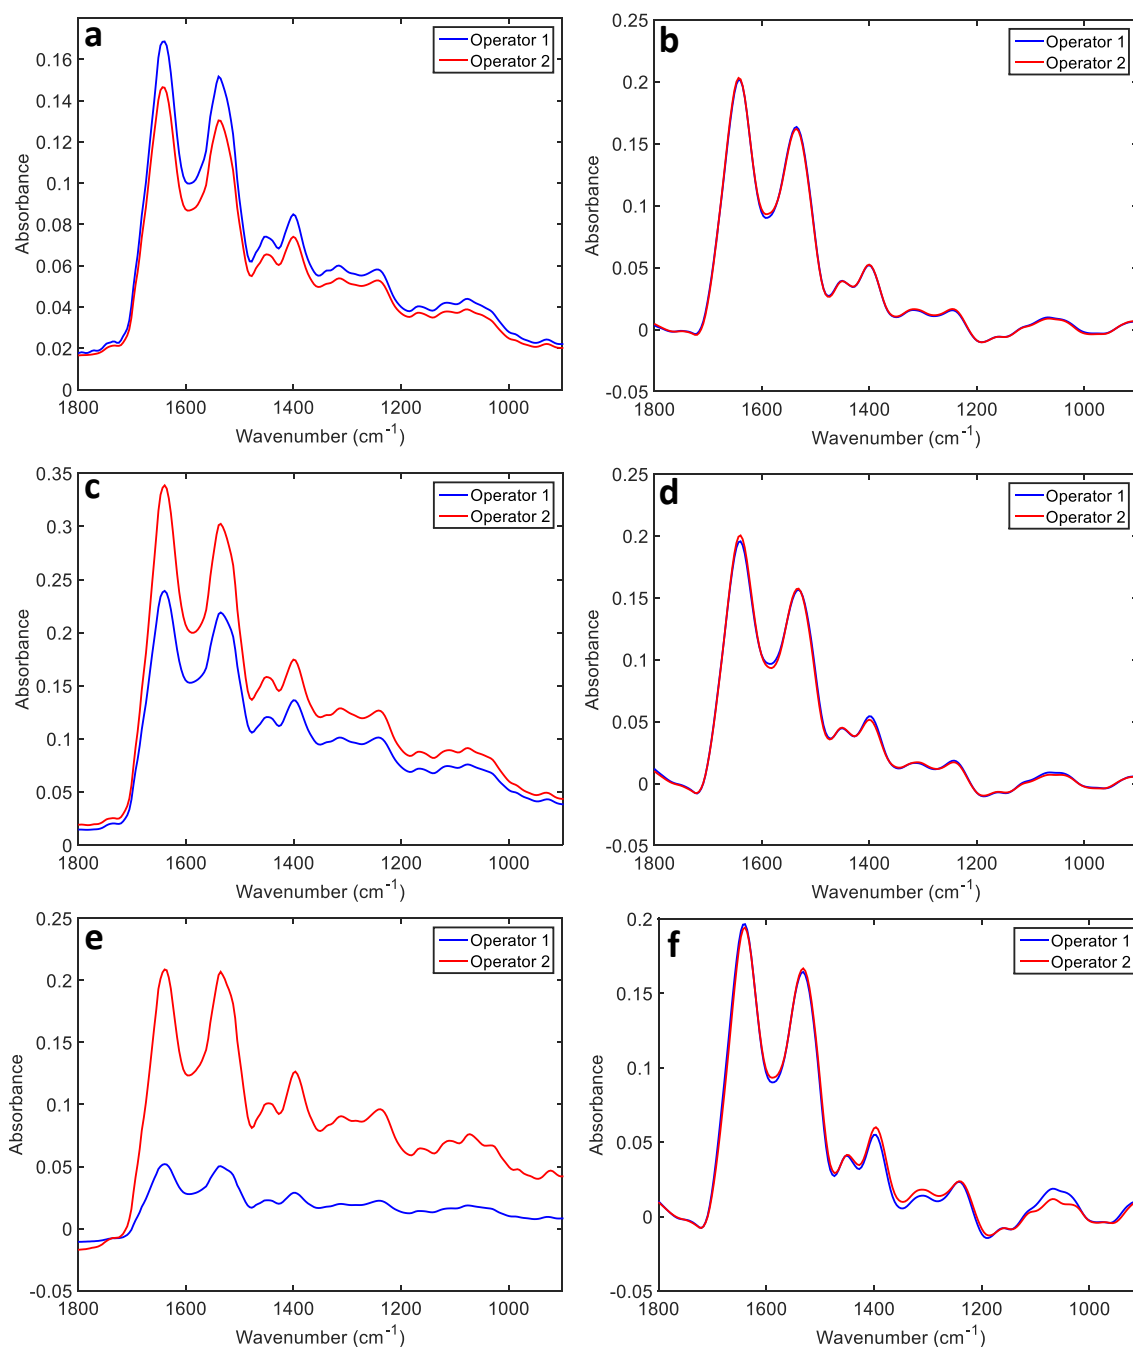 a
Operator 1
Operator 2
0.16
0.14
0.12
0.1
0.08
0.06
0.04
0.02
0
Absorbance
1800 1600 1400 1200 1000
Wavenumber (cm-1)
b
Operator 1
Operator 2
0.25
0.2
0.15
0.1
0.05
0
-0.05
Absorbance
1800 1600 1400 1200 1000
Wavenumber (cm-1)
c
Operator 1
Operator 2
0.35
0.3
0.25
0.2
0.15
0.1
0.05
0
Absorbance
1800 1600 1400 1200 1000
Wavenumber (cm-1)
d
Operator 1
Operator 2
0.25
0.2
0.15
0.1
0.05
0
-0.05
Absorbance
1800 1600 1400 1200 1000
Wavenumber (cm-1)
e
Operator 1
Operator 2
0.25
0.2
0.15
0.1
0.05
0
-0.05
Absorbance
1800 1600 1400 1200 1000
Wavenumber (cm-1)
f
Operator 1
Operator 2
0.2
0.15
0.1
0.05
0
-0.05
Absorbance
1800 1600 1400 1200 1000
Wavenumber (cm-1)